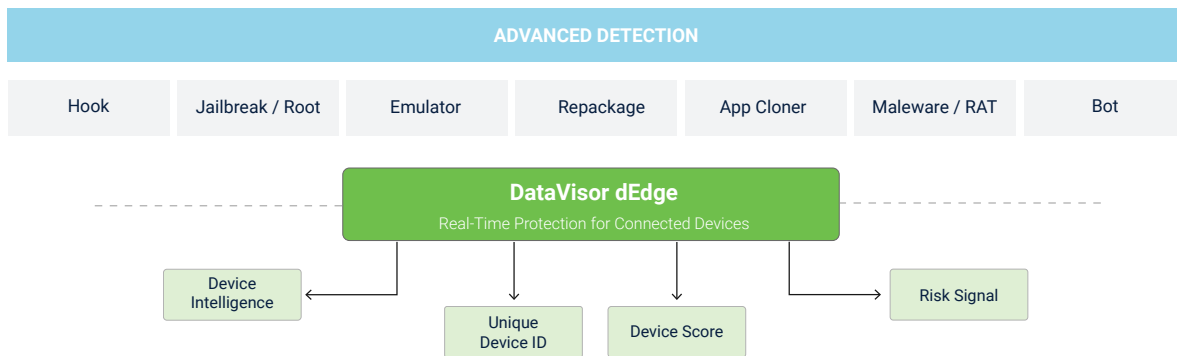 ADVANCED DETECTION
Hook
Jailbreak / Root
Emulator
Repackage
App Cloner
Maleware / RAT
Bot
DataVisor dEdge
Real-Time Protection for Connected Devices
Device
Intelligence
Unique
Device ID
Device Score
Risk Signal